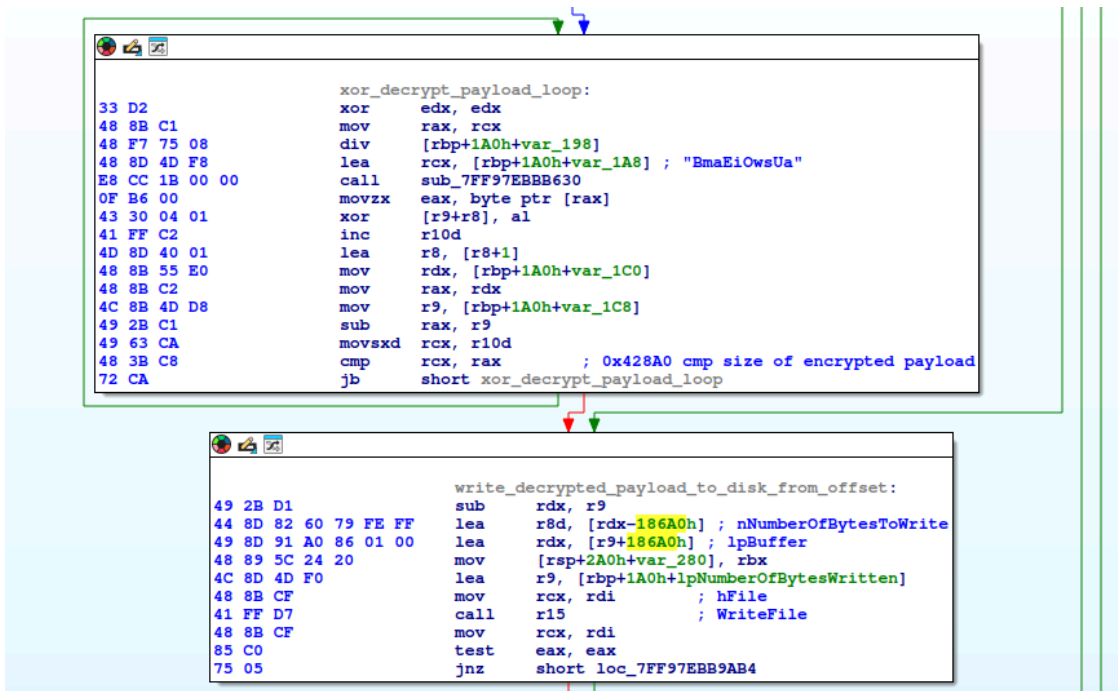 xor_decrypt_payload_loop:
33 D2 xor edx, edx
48 8B C1 mov rax, rcx
48 F7 75 08 div [rbp+1A0h+var_198]
48 8D 4D F8 lea rcx, [rbp+1A0h+var_1A8] ; "BmaEiOwsUa"
E8 CC 1B 00 00 call sub_7FF97EBBB630
0F B6 00 movzx eax, byte ptr [rax]
43 30 04 01 xor [r9+r8], al
41 FF C2 inc r10d
4D 8D 40 01 lea r8, [r8+1]
48 8B 55 E0 mov rdx, [rbp+1A0h+var_1C0]
48 8B C2 mov rax, rdx
4C 8B 4D D8 mov r9, [rbp+1A0h+var_1C8]
49 2B C1 sub rax, r9
49 63 CA movsxd rcx, r10d
48 3B C8 cmp rcx, rax ; 0x428A0 cmp size of encrypted payload
72 CA jb short xor_decrypt_payload_loop
write_decrypted_payload_to_disk_from_offset:
49 2B D1 sub rdx, r9
44 8D 82 60 79 FE FF lea r8d, [rdx-186A0h] ; nNumberOfBytesToWrite
49 8D 91 A0 86 01 00 lea rdx, [r9+186A0h] ; lpBuffer
48 89 5C 24 20 mov [rsp+2A0h+var_280], rbx
4C 8D 4D F0 lea r9, [rbp+1A0h+lpNumberOfBytesWritten]
48 8B CF mov rcx, rdi ; hFile
41 FF D7 call r15 ; WriteFile
48 8B CF mov rcx, rdi
85 C0 test eax, eax
75 05 jnz short loc_7FF97EBB9AB4